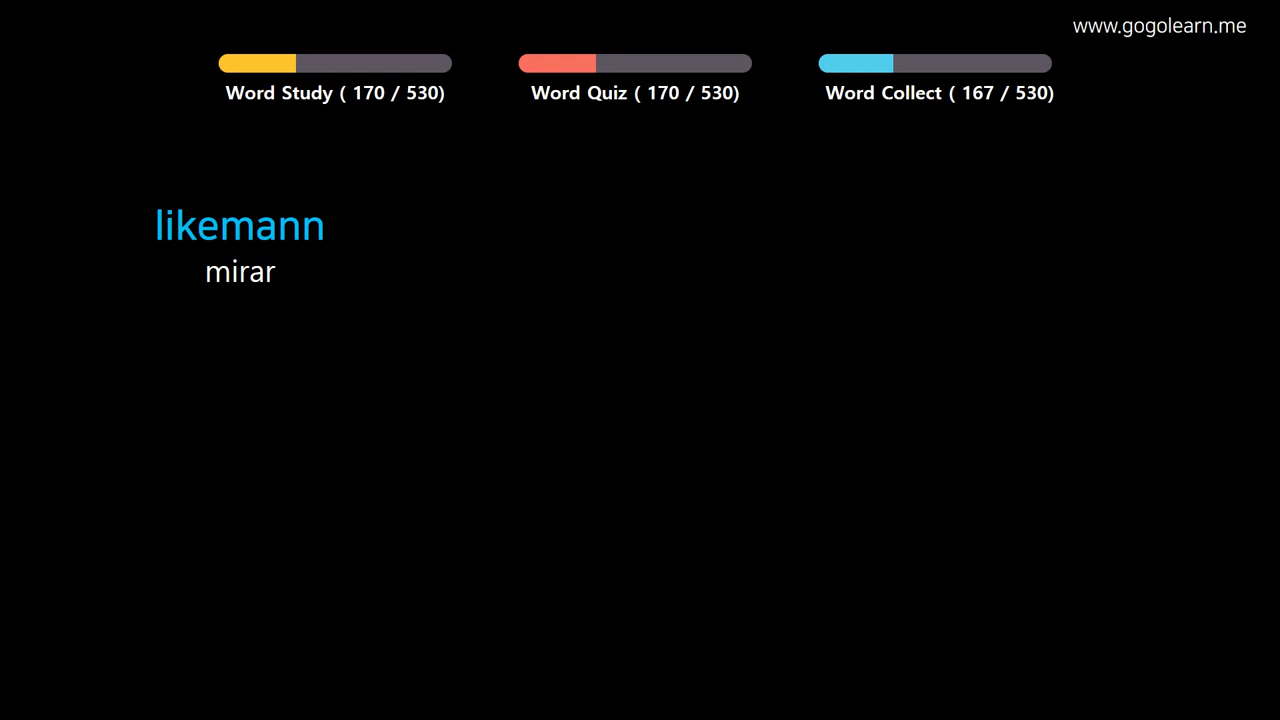 www.gogolearn.me
Word Study ( 170 / 530)
Word Quiz ( 170 / 530)
Word Collect ( 167 / 530)
likemann
mirar